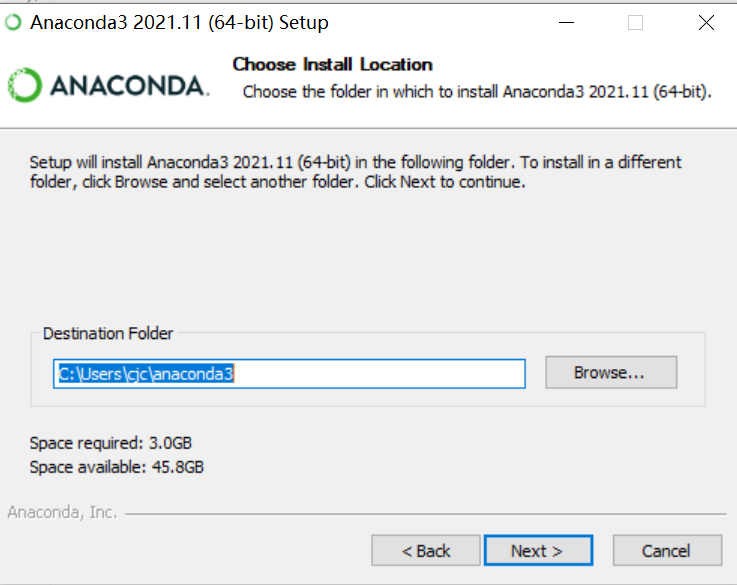 Anaconda3 2021.11 (64-bit) Setup
ANACONDA.
Choose Install Location
Choose the folder in which to install Anaconda3 2021.11 (64-bit).
Setup will install Anaconda3 2021.11 (64-bit) in the following folder. To install in a different
folder, click Browse and select another folder. Click Next to continue.
Destination Folder
C:\Users\cjc\anaconda3
Browse...
Space required: 3.0GB
Space available: 45.8GB
Anaconda, Inc.
< Back
Next >
Cancel